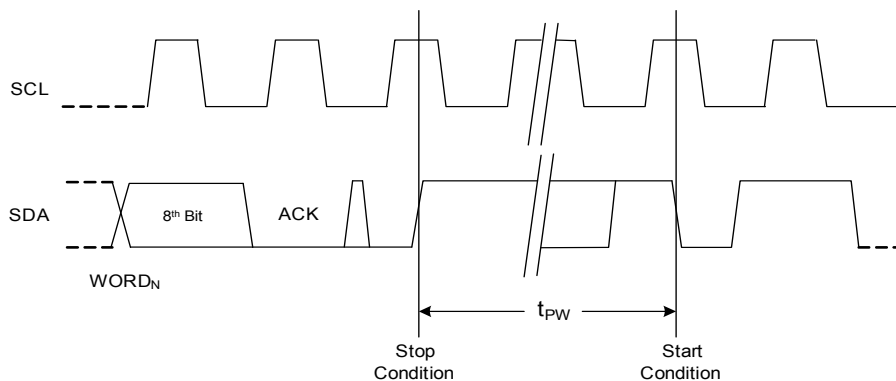 SCL
SDA
8th Bit
ACK
WORDN
tPW
Stop
Condition
Start
Condition